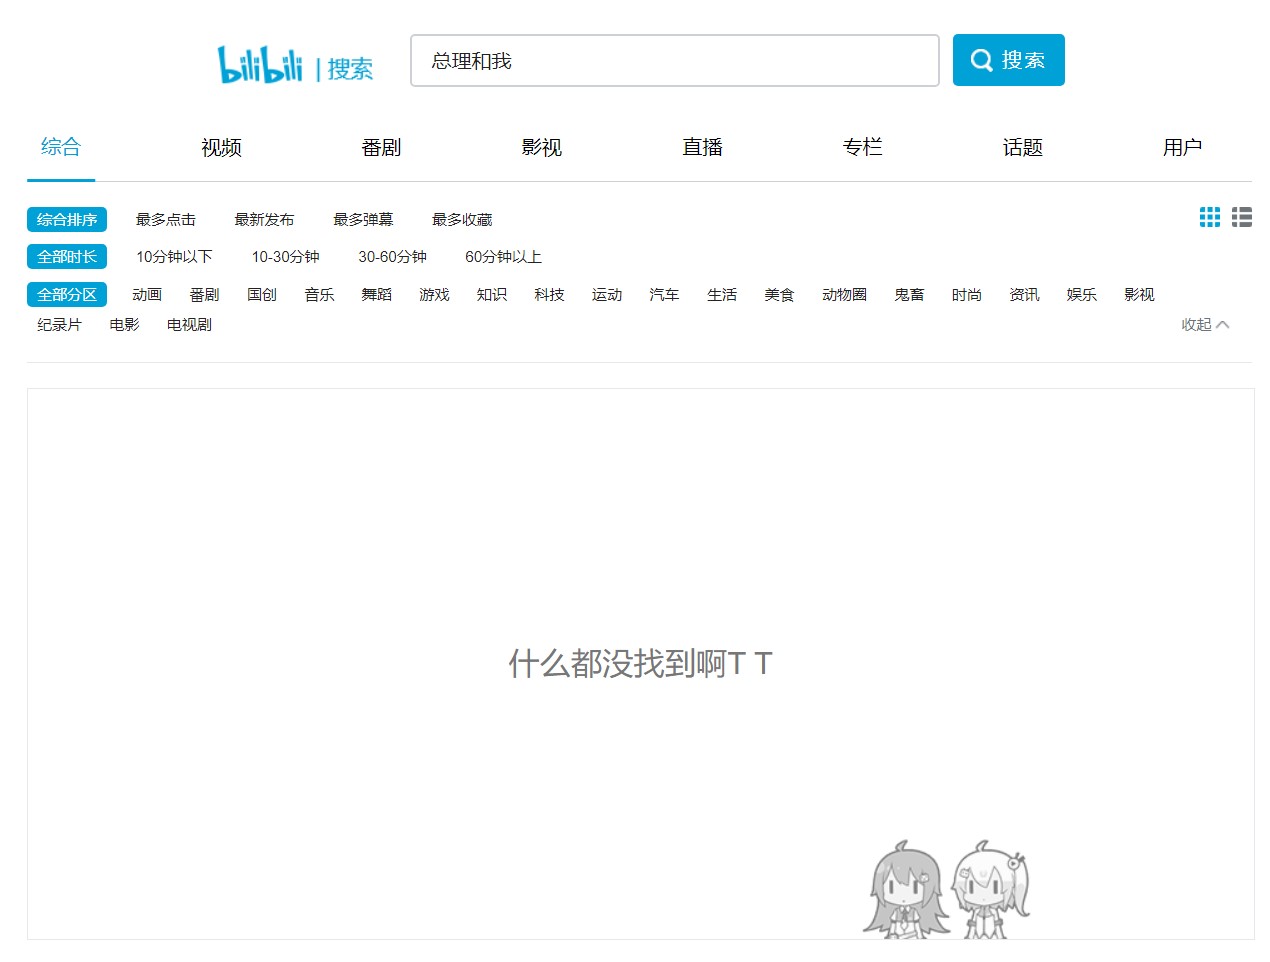 bilibili | 搜索 总理和我 搜索
综合 视频 番剧 影视 直播 专栏 话题 用户
综合排序 最多点击 最新发布 最多弹幕 最多收藏
全部时长 10分钟以下 10-30分钟 30-60分钟 60分钟以上
全部分区 动画 番剧 国创 音乐 舞蹈 游戏 知识 科技 运动 汽车 生活 美食 动物圈 鬼畜 时尚 资讯 娱乐 影视
纪录片 电影 电视剧 收起
什么都没找到啊T T